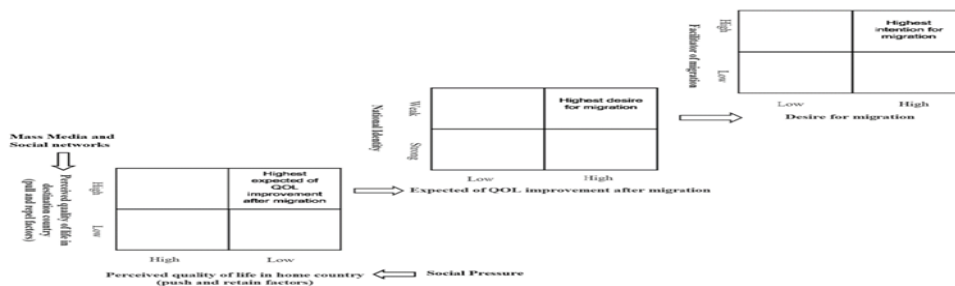 Highest
intention for
migration
High
Low
Facilitator of migration
Low
High
Desire for migration
Highest desire
for migration
Weak
Strong
National Identity
Low
High
Expected of QOL improvement after migration
Mass Media and
Social networks
Highest
expected of
QOL
improvement
after migration
High
Low
Perceived quality of life in
destination country
(pull and repel factors)
High
Low
Perceived quality of life in home country
(push and retain factors)
Social Pressure